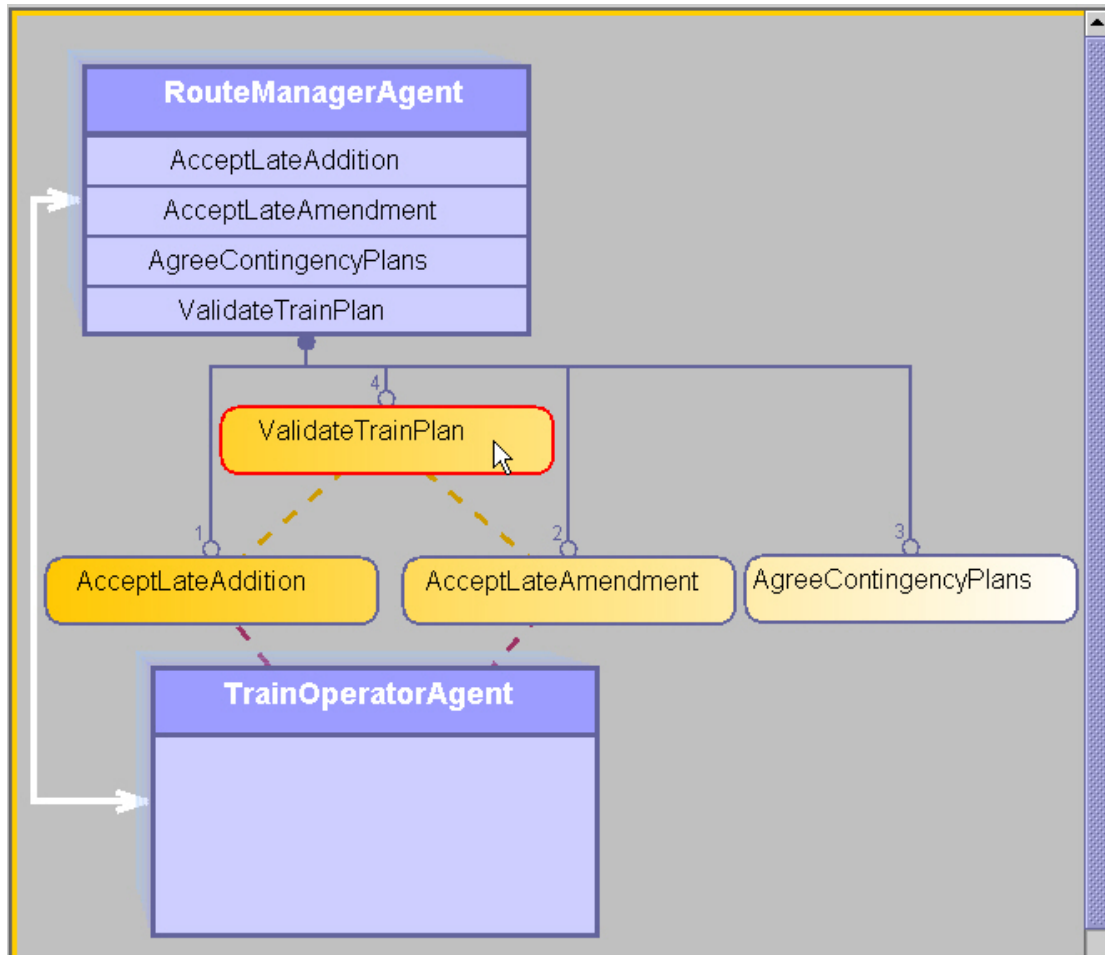 RouteManagerAgent
AcceptLateAddition
AcceptLateAmendment
AgreeContingencyPlans
ValidateTrainPlan
4
ValidateTrainPlan
1
2
3
AcceptLateAddition
AcceptLateAmendment
AgreeContingencyPlans
TrainOperatorAgent